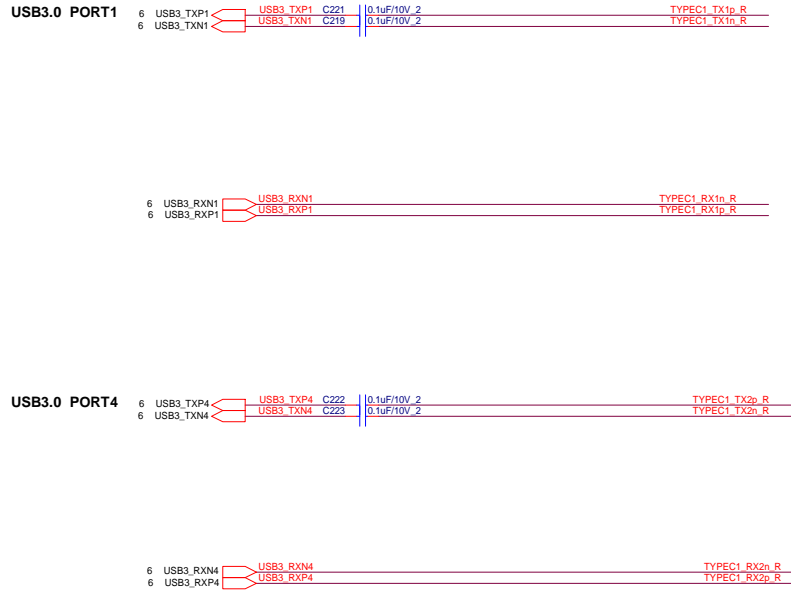 USB3.0 PORT1 6 USB3_TXP1 USB3_TXP1 C221 0.1uF/10V_2 TYPEC1_TX1p_R
6 USB3_TXN1 USB3_TXN1 C219 0.1uF/10V_2 TYPEC1_TX1n_R
6 USB3_RXN1 USB3_RXN1 TYPEC1_RX1n_R
6 USB3_RXP1 USB3_RXP1 TYPEC1_RX1p_R
USB3.0 PORT4 6 USB3_TXP4 USB3_TXP4 C222 0.1uF/10V_2 TYPEC1_TX2p_R
6 USB3_TXN4 USB3_TXN4 C223 0.1uF/10V_2 TYPEC1_TX2n_R
6 USB3_RXN4 USB3_RXN4 TYPEC1_RX2n_R
6 USB3_RXP4 USB3_RXP4 TYPEC1_RX2p_R